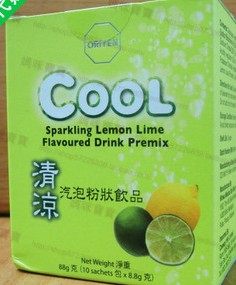 COOL
Sparkling Lemon Lime
Flavoured Drink Premix
清涼
汽泡粉狀飲品
Net Weight 淨重
88g 克 (10 sachets 包 x 8.8g 克)